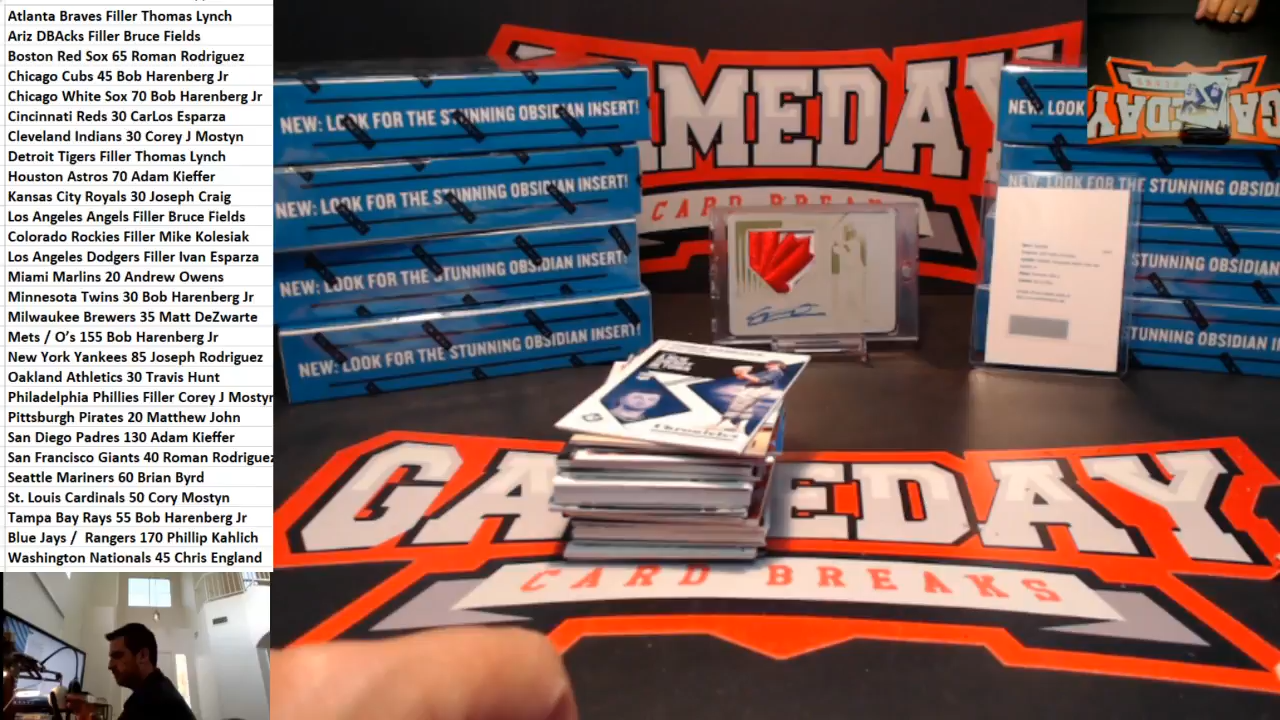 Atlanta Braves Filler Thomas Lynch
Ariz DBAcks Filler Bruce Fields
Boston Red Sox 65 Roman Rodriguez
Chicago Cubs 45 Bob Harenberg Jr
Chicago White Sox 70 Bob Harenberg Jr
Cincinnati Reds 30 CarLos Esparza
Cleveland Indians 30 Corey J Mostyn
Detroit Tigers Filler Thomas Lynch
Houston Astros 70 Adam Kieffer
Kansas City Royals 30 Joseph Craig
Los Angeles Angels Filler Bruce Fields
Colorado Rockies Filler Mike Kolesiak
Los Angeles Dodgers Filler Ivan Esparza
Miami Marlins 20 Andrew Owens
Minnesota Twins 30 Bob Harenberg Jr
Milwaukee Brewers 35 Matt DeZwarte
Mets / O's 155 Bob Harenberg Jr
New York Yankees 85 Joseph Rodriguez
Oakland Athletics 30 Travis Hunt
Philadelphia Phillies Filler Corey J Mostyn
Pittsburgh Pirates 20 Matthew John
San Diego Padres 130 Adam Kieffer
San Francisco Giants 40 Roman Rodriguez
Seattle Mariners 60 Brian Byrd
St. Louis Cardinals 50 Cory Mostyn
Tampa Bay Rays 55 Bob Harenberg Jr
Blue Jays / Rangers 170 Phillip Kahlich
Washington Nationals 45 Chris England
NEW: LOOK FOR THE STUNNING OBSIDIAN INSERT!
NEW: LOOK FOR THE STUNNING OBSIDIAN INSERT!
NEW: LOOK FOR THE STUNNING OBSIDIAN INSERT!
NEW: LOOK FOR THE STUNNING OBSIDIAN INSERT!
GAMEDAY
CARD BREAKS
NEW: LOOK
NEW: LOOK FOR THE STUNNING OBSIDI
STUNNING OBSIDIAN
STUNNING OBSIDIAN I
GAMEDAY
Chronicles
GAMEDAY
CARD BREAKS